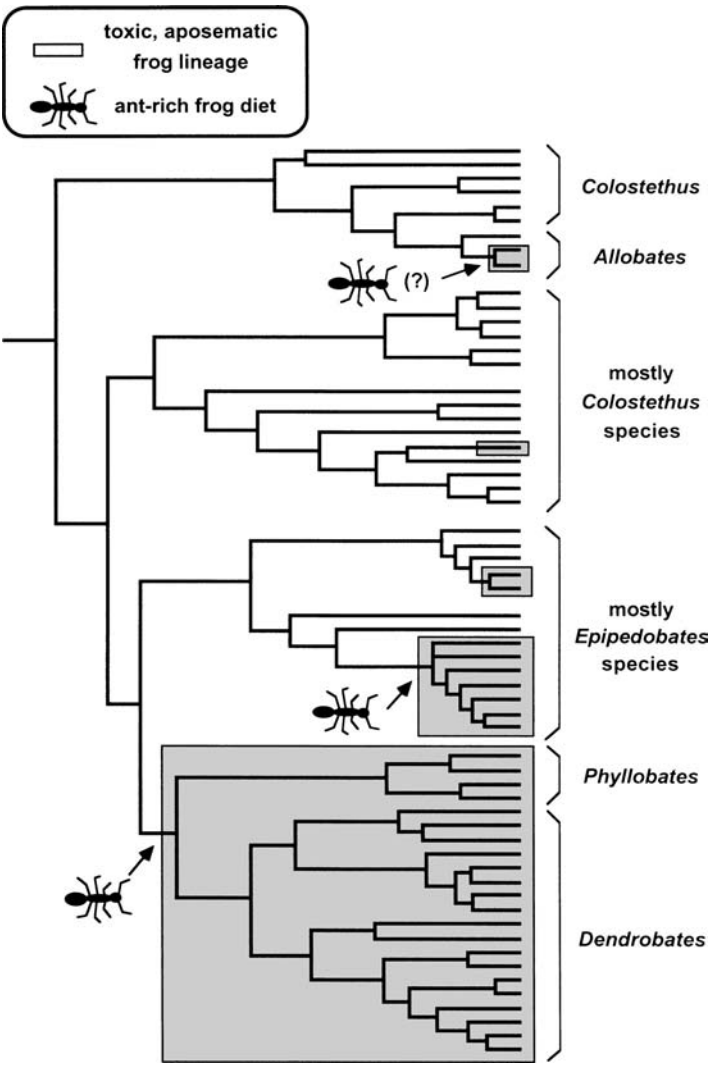 toxic, aposematic
frog lineage
ant-rich frog diet
Colostethus
Allobates
(?)
mostly
Colostethus
species
mostly
Epipedobates
species
Phyllobates
Dendrobates